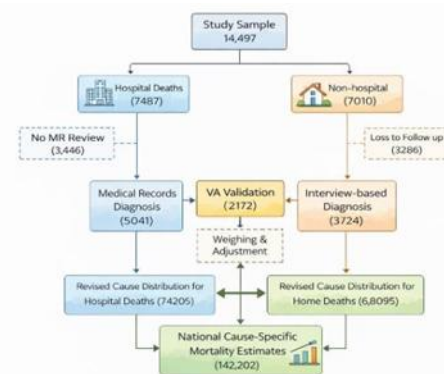 Study Sample
14,497
Hospital Deaths
(7487)
Non-hospital
(7010)
No MR Review
(3,446)
Loss to Follow up
(3286)
Medical Records
Diagnosis
(5041)
VA Validation
(2172)
Interview-based
Diagnosis
(3724)
Weighing &
Adjustment
Revised Cause Distribution for
Hospital Deaths (74205)
Revised Cause Distribution for
Home Deaths (6,8095)
National Cause-Specific
Mortality Estimates
(142,202)